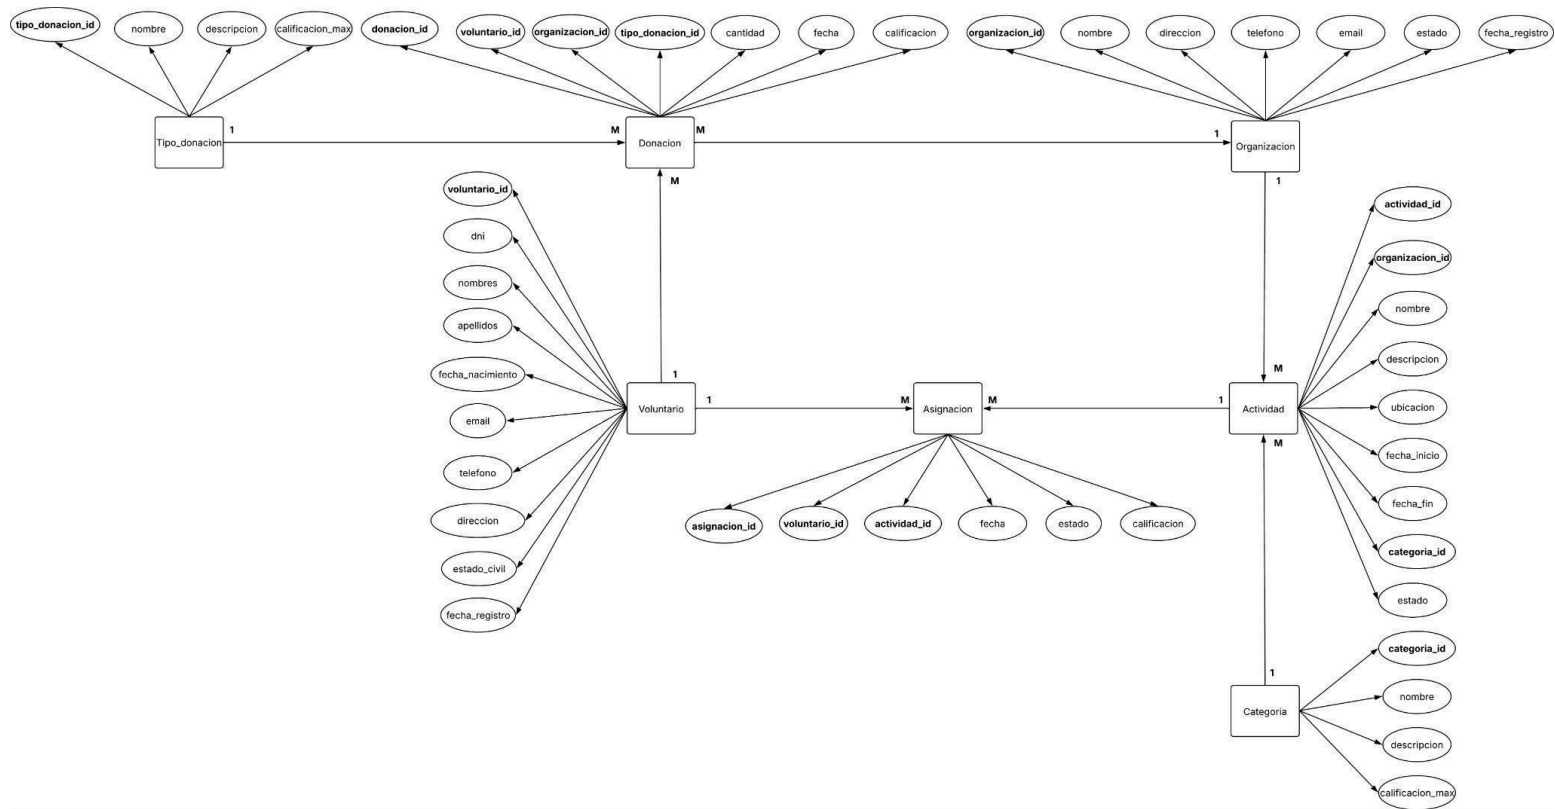 tipo_donacion_id
nombre
descripcion
calificacion_max
donacion_id
voluntario_id
organizacion_id
tipo_donacion_id
cantidad
fecha
calificacion
organizacion_id
nombre
direccion
telefono
email
estado
fecha_registro
Tipo_donacion
1
M
Donacion
M
1
Organizacion
M
1
voluntario_id
dni
nombres
apellidos
fecha_nacimiento
email
telefono
direccion
estado_civil
fecha_registro
1
Voluntario
1
M
Asignacion
M
1
M
Actividad
M
actividad_id
organizacion_id
nombre
descripcion
ubicacion
fecha_inicio
fecha_fin
categoria_id
estado
asignacion_id
voluntario_id
actividad_id
fecha
estado
calificacion
1
Categoria
categoria_id
nombre
descripcion
calificacion_max